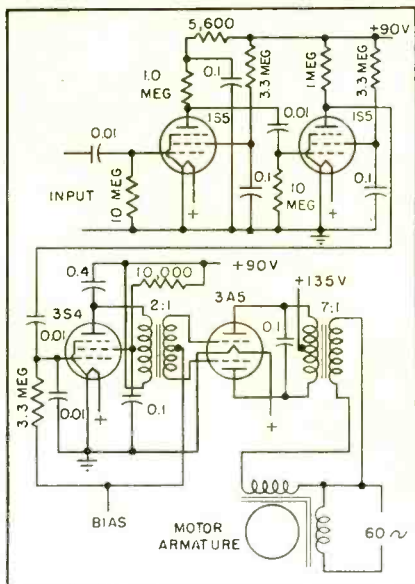 5,600
+90V
1.0 MEG
0.1
3.3 MEG
1 MEG
3.3 MEG
0.01
1S5
0.01
1S5
INPUT
10 MEG
+
0.1
10 MEG
+
0.1
0.4
10,000
+90V
3S4
2:1
3A5
+135V
7:1
0.01
3.3 MEG
0.01
+
0.1
0.1
+
BIAS
MOTOR ARMATURE
60~